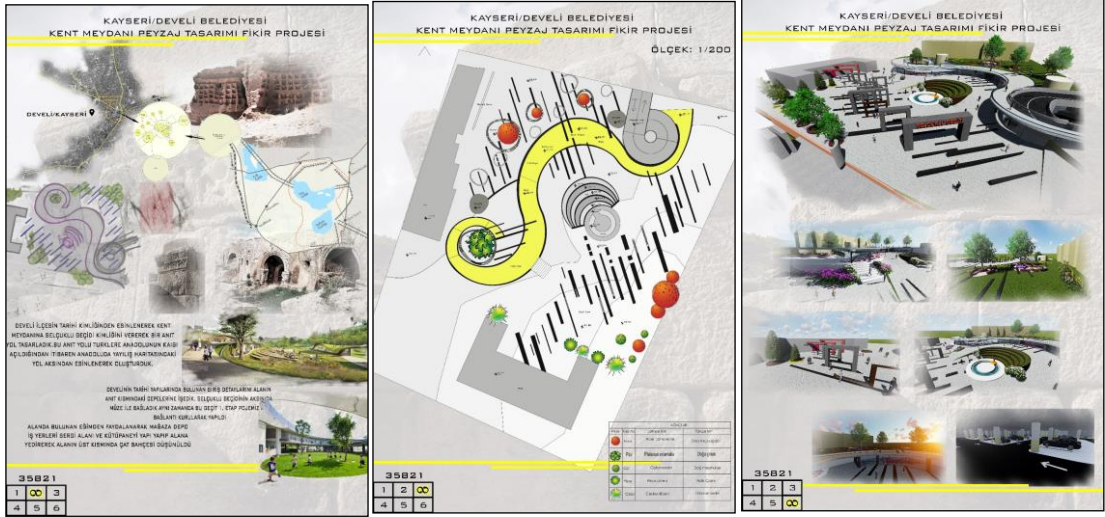 KAYSERİ/DEVELİ BELEDİYESİ
KENT MEYDANI PEYZAJ TASARIMI FİKİR PROJESİ
DEVELİ/KAYSERİ
DEVELİ İLÇESİN TARİHİ KİMLİĞİNDEN ESİNLENEREK KENT
MEYDANINA SELÇUKLU GEÇİDİ KİMLİĞİNİ VEREREK BİR ANIT
YOL TASARLADIK.BU ANIT YOLU TÜRKLERE ANADOLUNUN KAPISI
AÇILDIĞINDAN İTİBAREN ANADOLUDA YAYILIŞ HARİTASINDAKİ
YOL AKSINDAN ESİNLENEREK OLUŞTURDUK.
DEVELİNİN TARİHİ YAPILARINDA BULUNAN GİRİŞ DETAYLARINI ALANIN
ANIT KISMINDAKİ CEPELERİNE İŞEDİK. SELÇUKLU GEÇİDİNİN AKSINDA
MÜZE İLE BAĞLADIK.AYNI ZAMANDA BU GEÇİT 1. ETAP
BAĞLANTI KURULARAK YAPILDI
ALANDA BULUNAN EĞİMDEN FAYDALANARAK MAĞAZA DEPO
İŞ YERLERİ SERGİ ALANI VE KÜTÜPANEYİ YAPI YAPIP ALANA
YEDİREREK ALANIN ÜST KISMINDA ÇAT BAHÇESİ DÜŞÜNÜLDÜ
35821
1 3
4 5 6
KAYSERİ/DEVELİ BELEDİYESİ
KENT MEYDANI PEYZAJ TASARIMI FİKİR PROJESİ
ÖLÇEK: 1/200
35821
1 2
4 5 6
KAYSERİ/DEVELİ BELEDİYESİ
KENT MEYDANI PEYZAJ TASARIMI FİKİR PROJESİ
35821
1 2 3
4 5